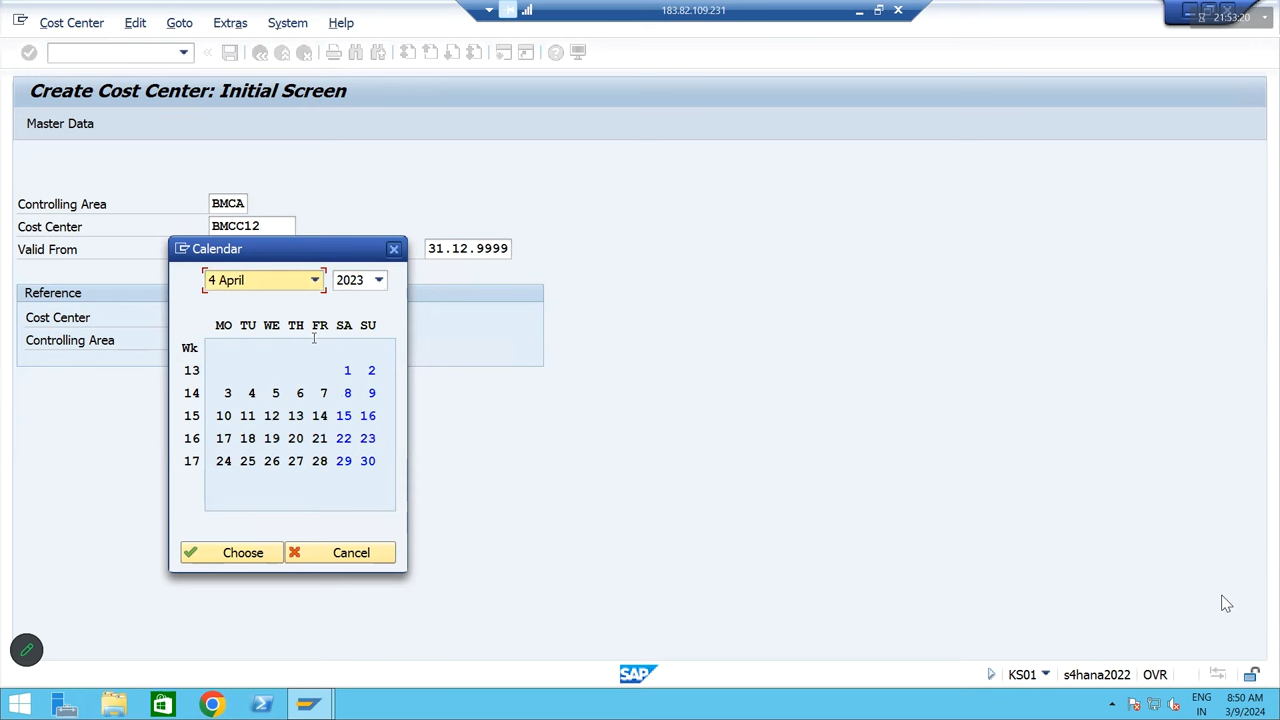 183.82.109.231
21:53:20
Cost Center Edit Goto Extras System Help
Create Cost Center: Initial Screen
Master Data
Controlling Area BMCA
Cost Center BMCC12
Valid From 31.12.9999
Calendar
4 April 2023
Reference
Cost Center
Controlling Area
MO TU WE TH FR SA SU
Wk
13 1 2
14 3 4 5 6 7 8 9
15 10 11 12 13 14 15 16
16 17 18 19 20 21 22 23
17 24 25 26 27 28 29 30
Choose Cancel
SAP
KS01 s4hana2022 OVR
ENG 8:50 AM
IN 3/9/2024